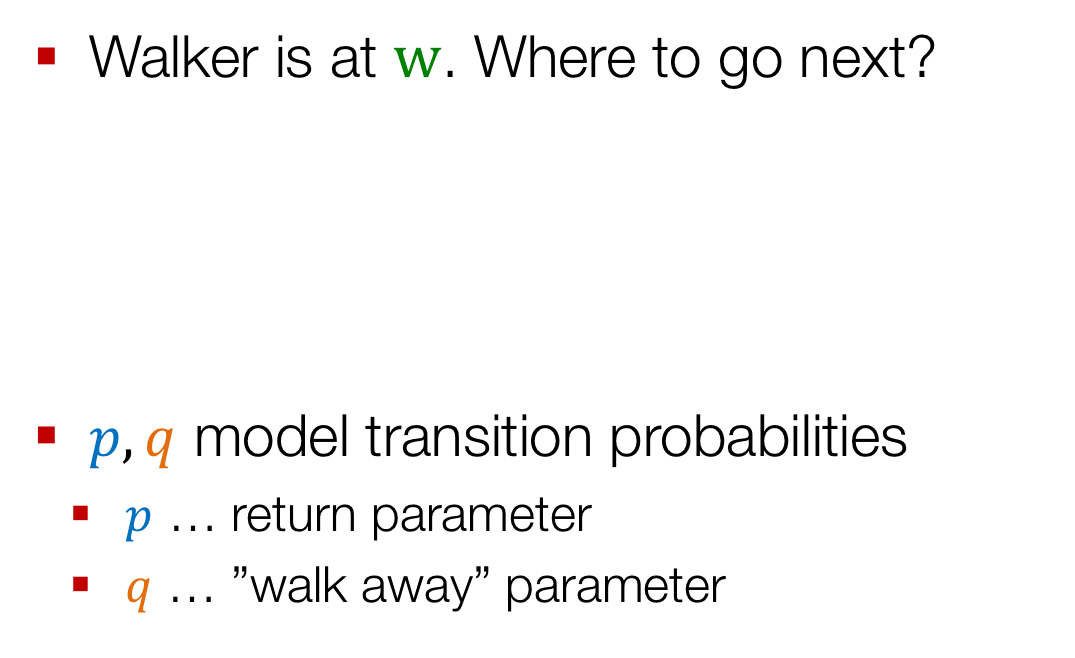 ▪ Walker is at w. Where to go next?
▪ p, q model transition probabilities
▪ p … return parameter
▪ q … ”walk away” parameter